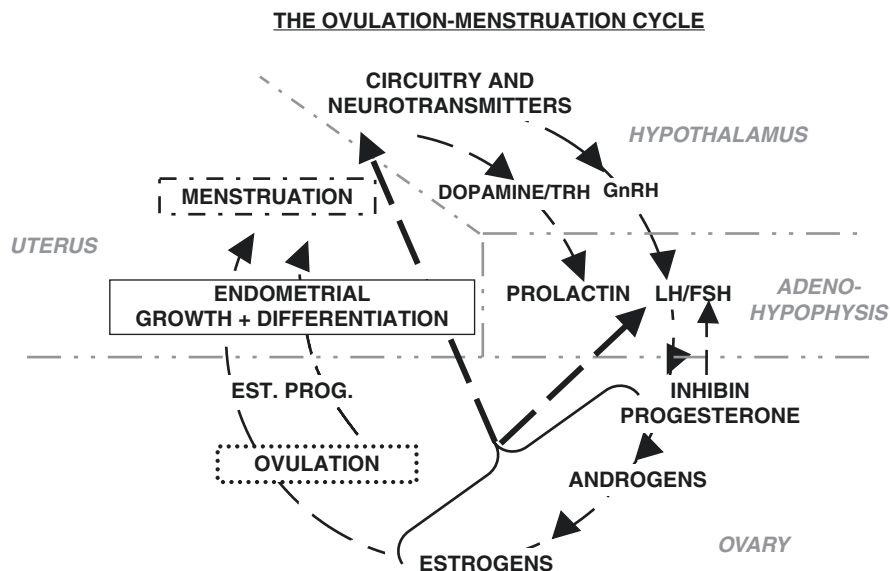 THE OVULATION-MENSTRUATION CYCLE
CIRCUITRY AND
NEUROTRANSMITTERS
HYPOTHALAMUS
MENSTRUATION
DOPAMINE/TRH
GnRH
UTERUS
ENDOMETRIAL
GROWTH + DIFFERENTIATION
PROLACTIN
LH/FSH
ADENO-
HYPOPHYSIS
EST. PROG.
INHIBIN
PROGESTERONE
OVULATION
ANDROGENS
ESTROGENS
OVARY